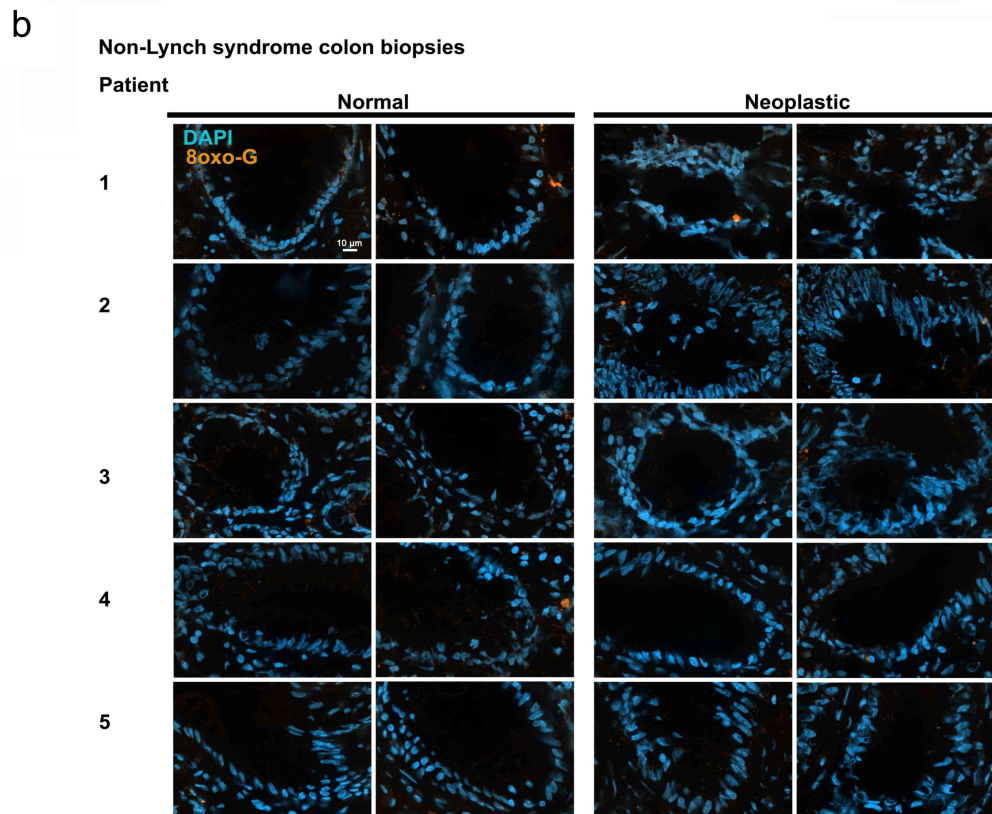 b
Non-Lynch syndrome colon biopsies
Patient
Normal
Neoplastic
DAPI
8oxo-G
10 µm
1
2
3
4
5